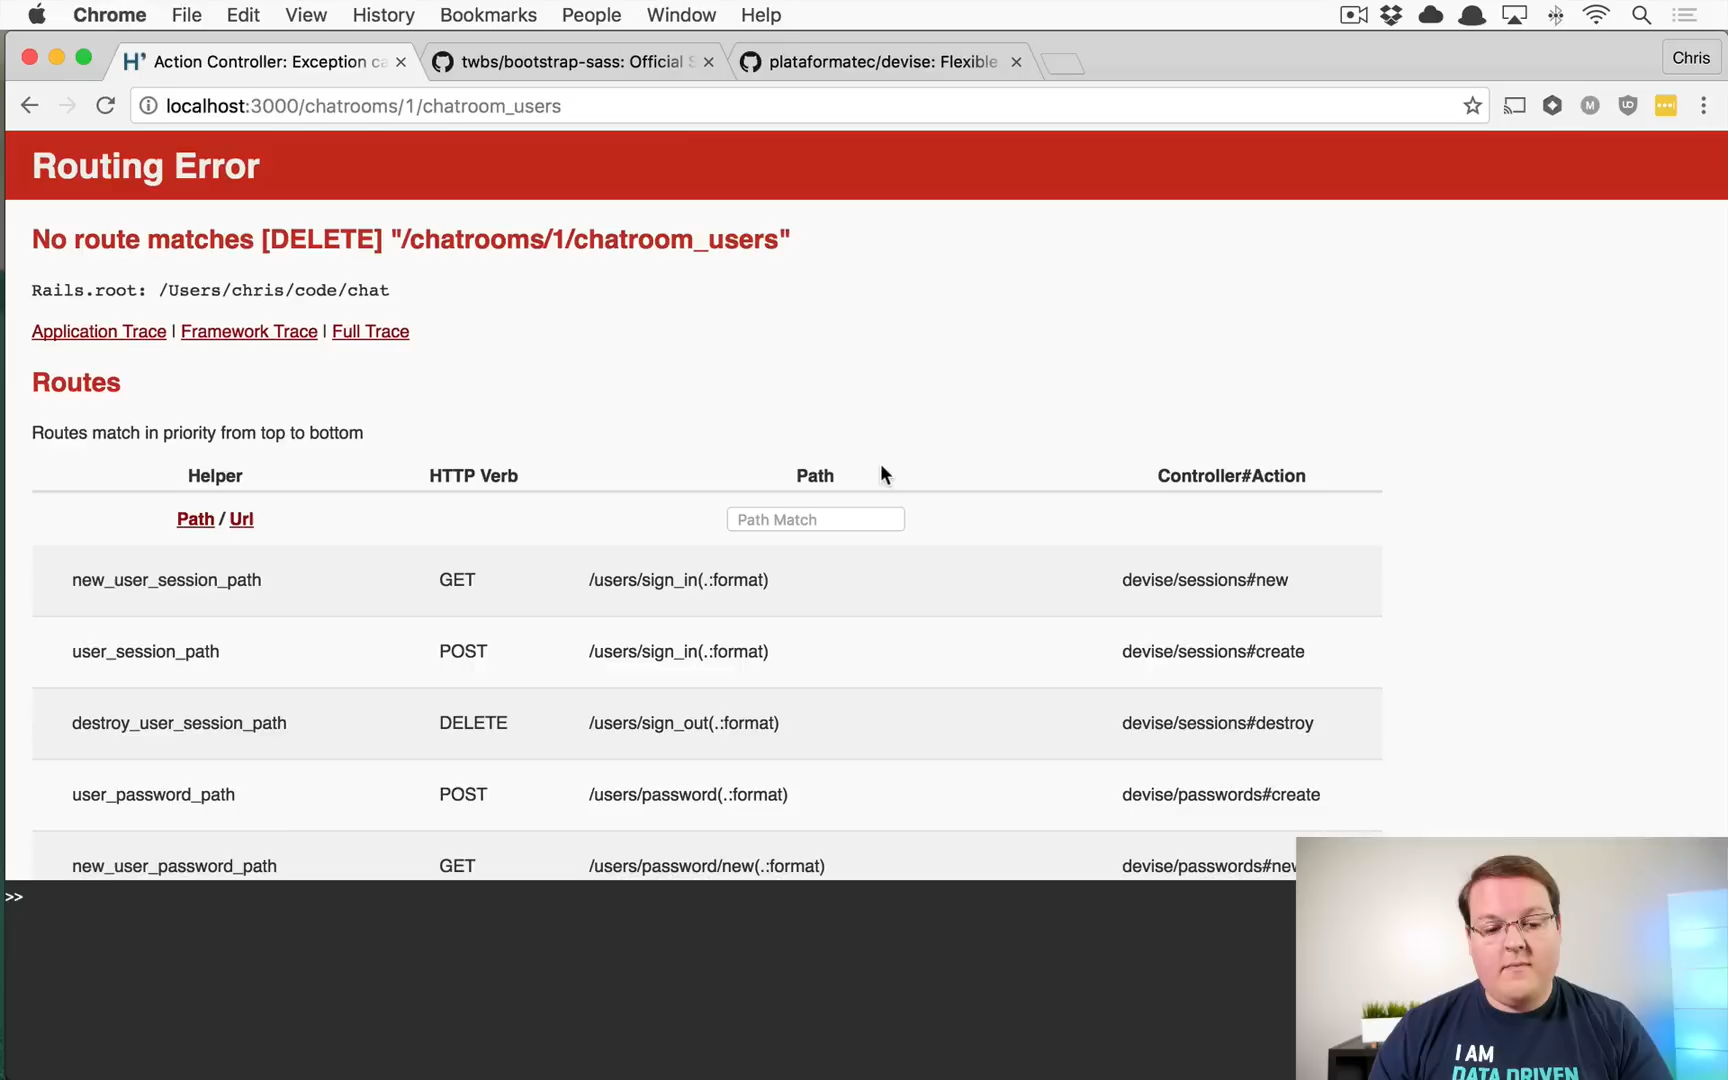 Chrome File Edit View History Bookmarks People Window Help
H' Action Controller: Exception ca
twbs/bootstrap-sass: Official S
plataformatec/devise: Flexible
Chris
localhost:3000/chatrooms/1/chatroom_users
M
Routing Error
No route matches [DELETE] "/chatrooms/1/chatroom_users"
Rails.root: /Users/chris/code/chat
Application Trace | Framework Trace | Full Trace
Routes
Routes match in priority from top to bottom
Helper HTTP Verb Path Controller#Action
Path / Url Path Match
new_user_session_path GET /users/sign_in(.:format) devise/sessions#new
user_session_path POST /users/sign_in(.:format) devise/sessions#create
destroy_user_session_path DELETE /users/sign_out(.:format) devise/sessions#destroy
user_password_path POST /users/password(.:format) devise/passwords#create
new_user_password_path GET /users/password/new(.:format) devise/passwords#new
>>
I AM
DATA DRIVEN